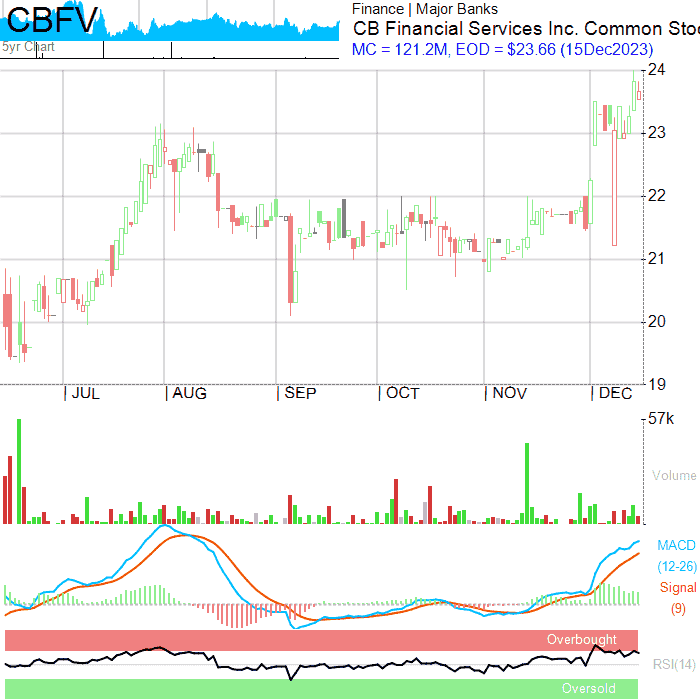 CBFV
5yr Chart
Finance | Major Banks
CB Financial Services Inc. Common Sto
MC = 121.2M, EOD = $23.66 (15Dec2023)
24
23
22
21
20
19
JUL AUG SEP OCT NOV DEC
57k
Volume
MACD
(12-26)
Signal
(9)
Overbought
RSI(14)
Oversold